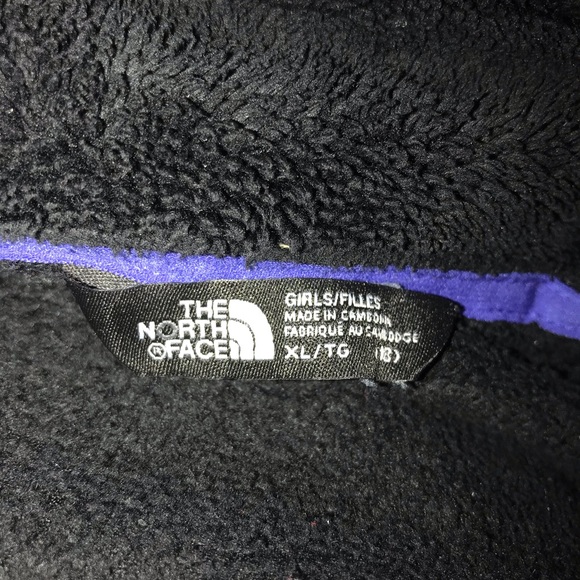 THE
NORTH
FACE®
GIRLS/FILLES
MADE IN CAMBODIA
FABRIQUE AU CAMBODGE
XL/TG (18)